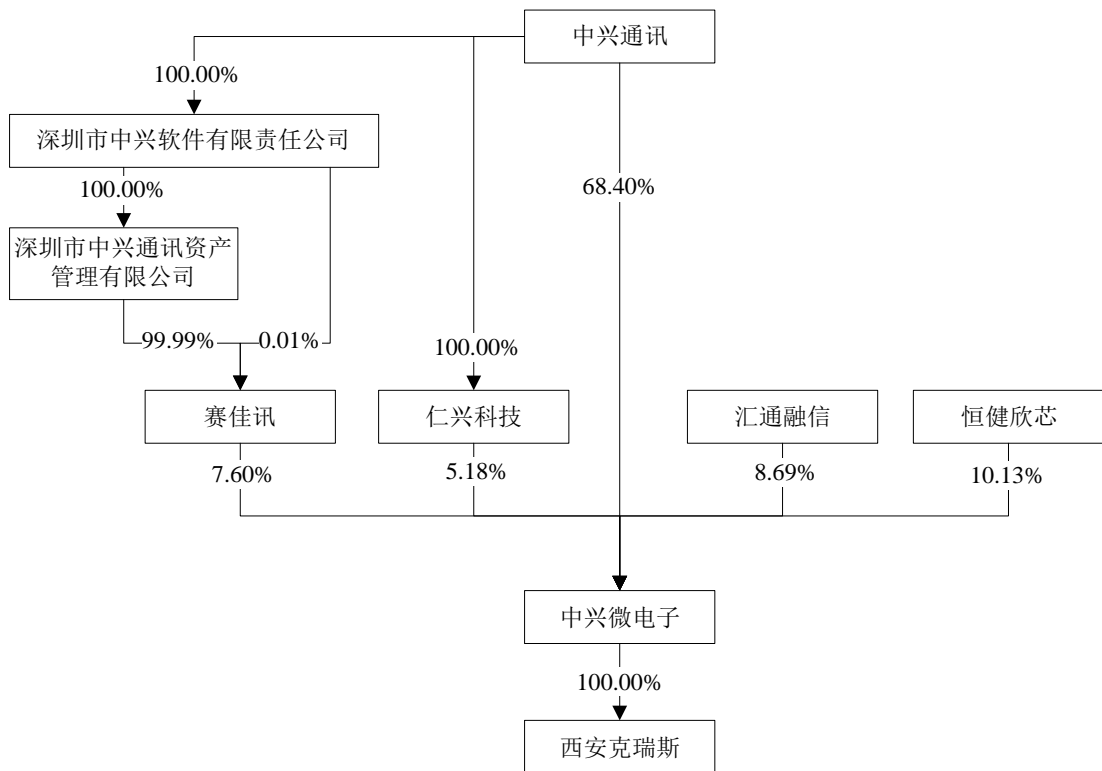 中兴通讯
100.00%
深圳市中兴软件有限责任公司
100.00%
68.40%
深圳市中兴通讯资产
管理有限公司
99.99%
0.01%
100.00%
赛佳讯
仁兴科技
汇通融信
恒健欣芯
7.60%
5.18%
8.69%
10.13%
中兴微电子
100.00%
西安克瑞斯